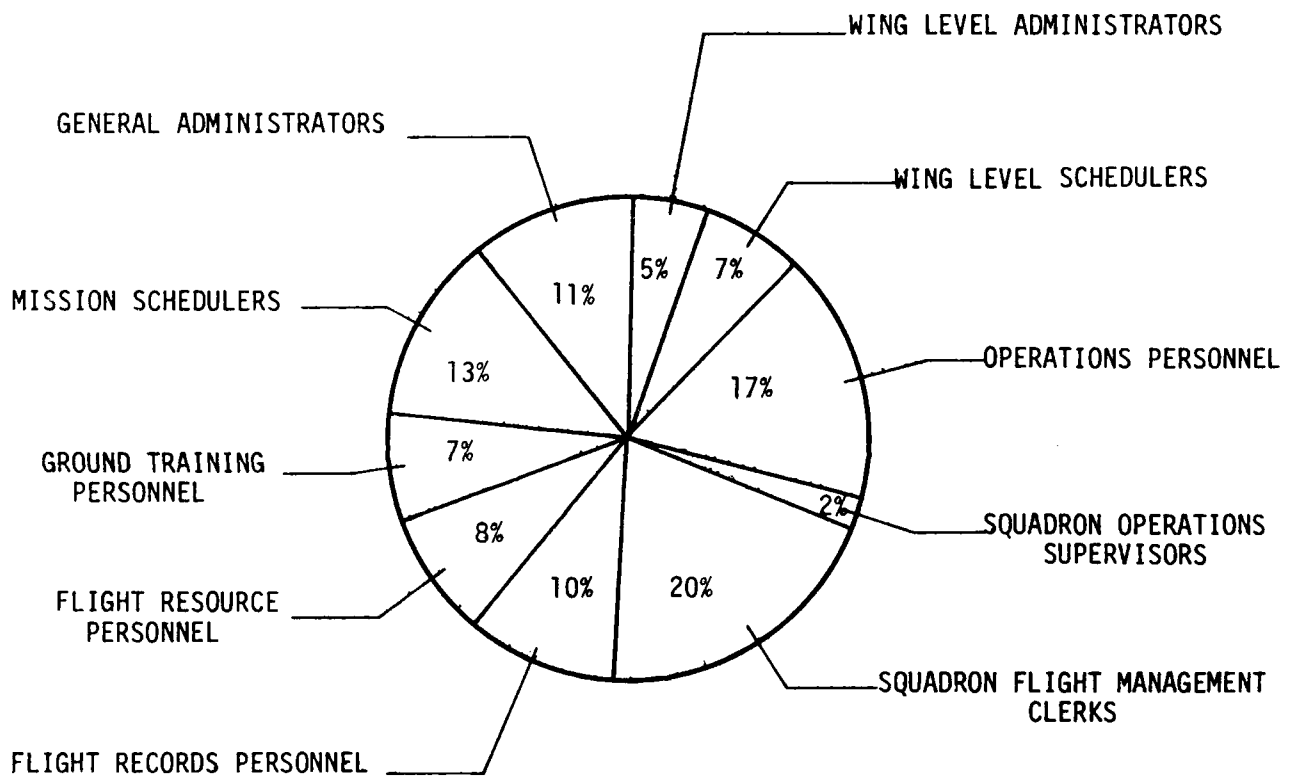 WING LEVEL ADMINISTRATORS
GENERAL ADMINISTRATORS
WING LEVEL SCHEDULERS
5%
7%
11%
MISSION SCHEDULERS
OPERATIONS PERSONNEL
13%
17%
7%
GROUND TRAINING
PERSONNEL
2%
SQUADRON OPERATIONS
SUPERVISORS
8%
10%
20%
FLIGHT RESOURCE
PERSONNEL
SQUADRON FLIGHT MANAGEMENT
CLERKS
FLIGHT RECORDS PERSONNEL